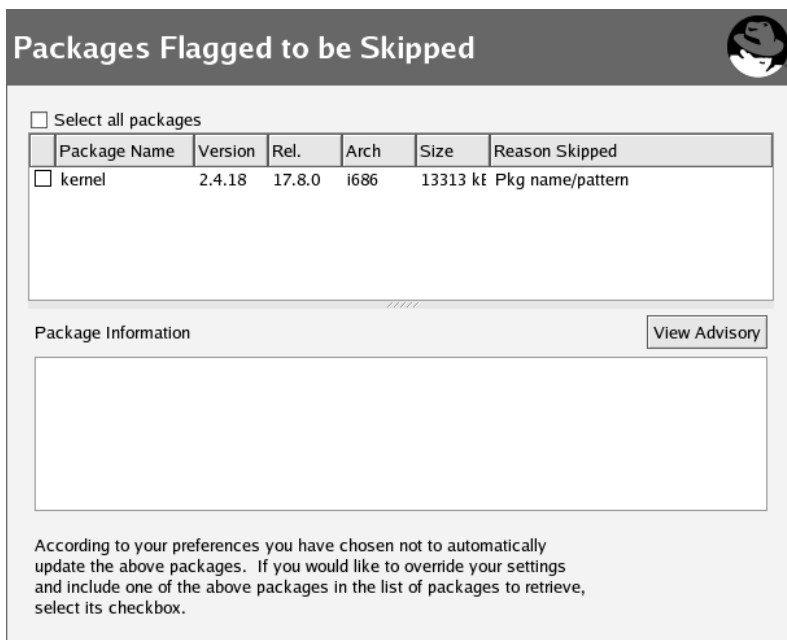 Packages Flagged to be Skipped
Select all packages
Package Name Version Rel. Arch Size Reason Skipped
kernel 2.4.18 17.8.0 i686 13313 kE Pkg name/pattern
Package Information View Advisory
According to your preferences you have chosen not to automatically
update the above packages. If you would like to override your settings
and include one of the above packages in the list of packages to retrieve,
select its checkbox.